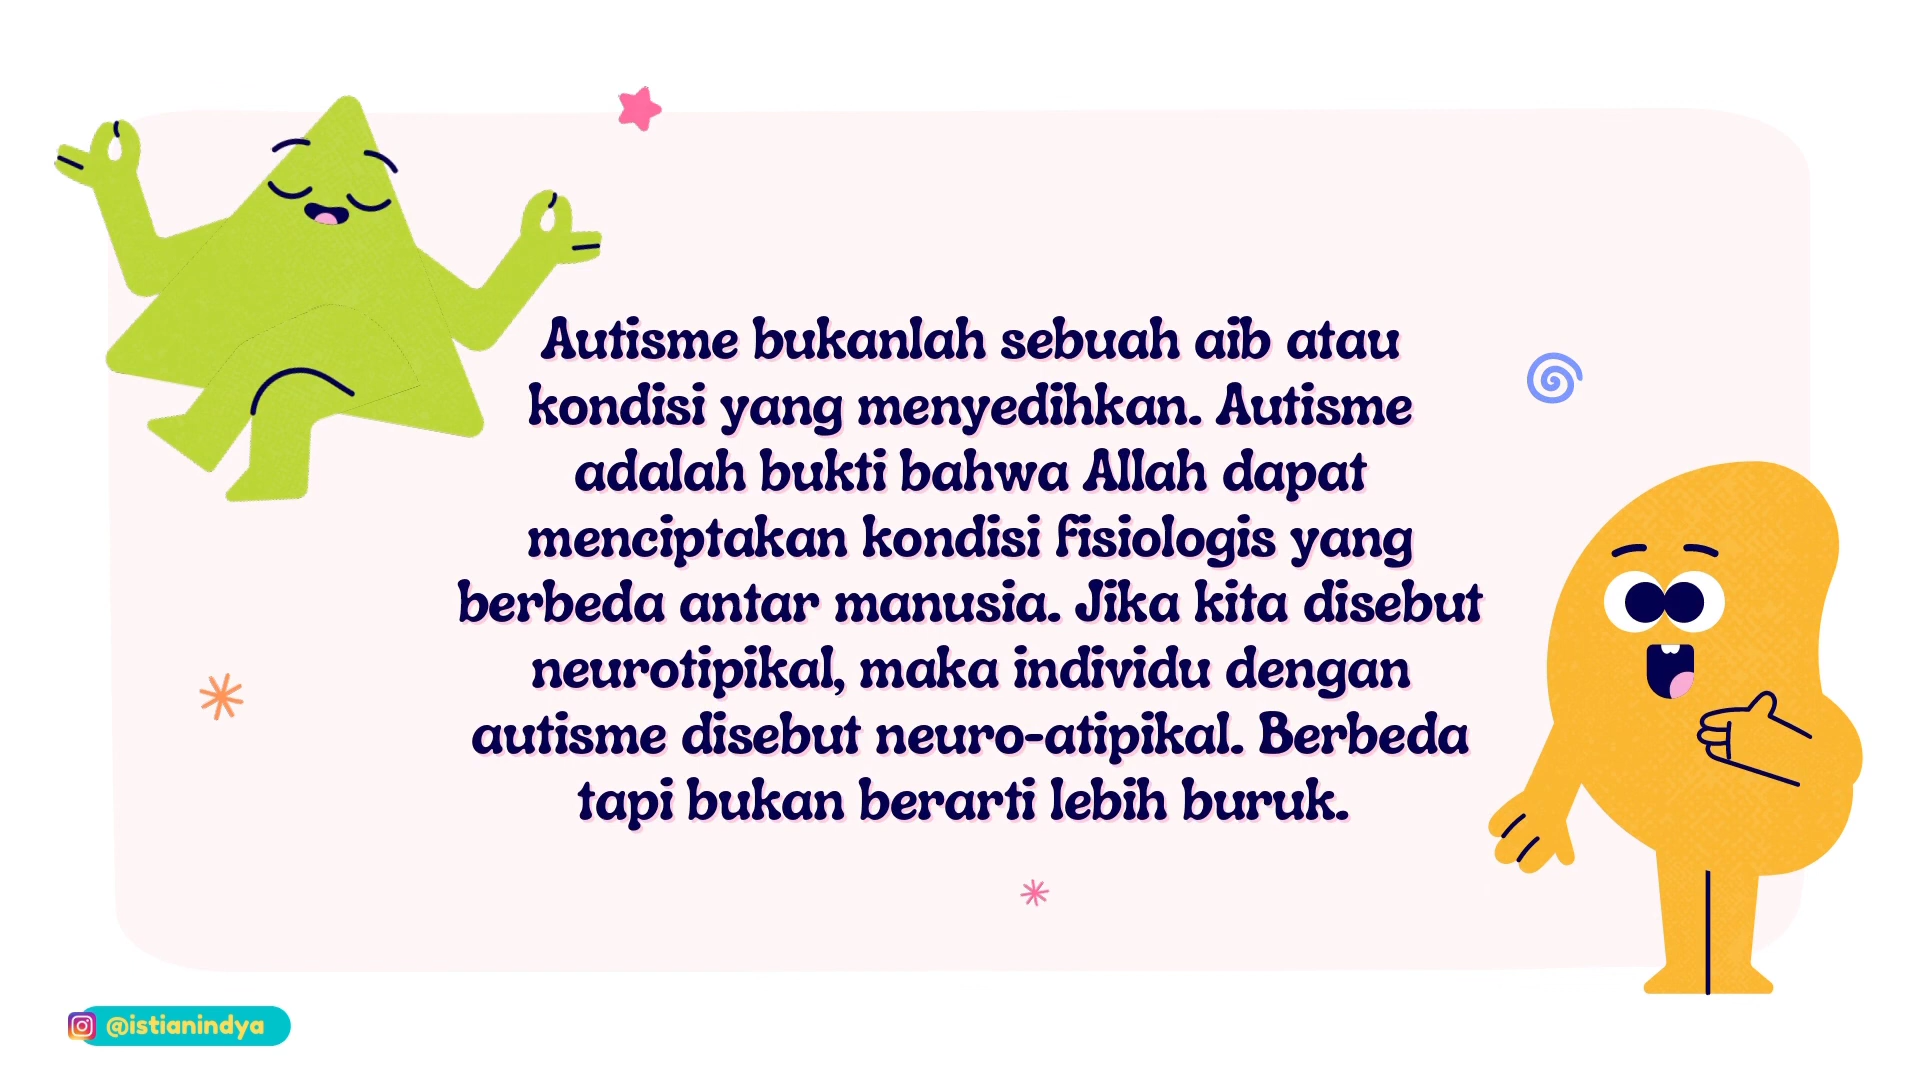 Autisme bukanlah sebuah aib atau
kondisi yang menyedihkan. Autisme
adalah bukti bahwa Allah dapat
menciptakan kondisi fisiologis yang
berbeda antar manusia. Jika kita disebut
neurotipikal, maka individu dengan
autisme disebut neuro-atipikal. Berbeda
tapi bukan berarti lebih buruk.
@istianindya